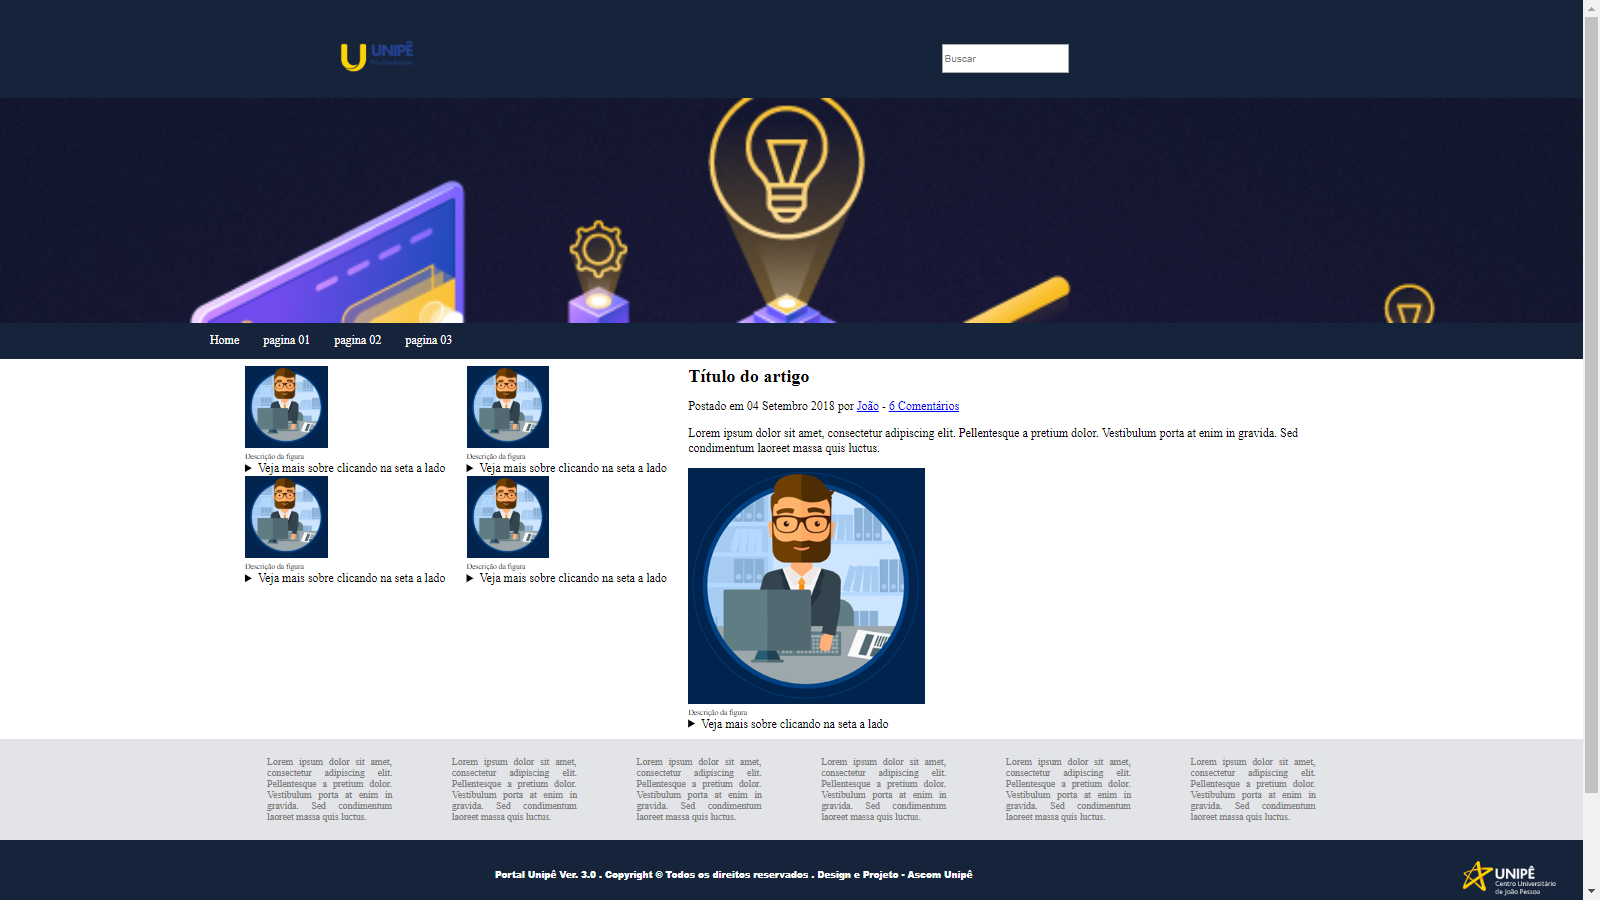 UNIPÊ
Buscar
Home pagina 01 pagina 02 pagina 03
Descrição da figura
Veja mais sobre clicando na seta a lado
Descrição da figura
Veja mais sobre clicando na seta a lado
Descrição da figura
Veja mais sobre clicando na seta a lado
Descrição da figura
Veja mais sobre clicando na seta a lado
Título do artigo
Postado em 04 Setembro 2018 por João - 6 Comentários
Lorem ipsum dolor sit amet, consectetur adipiscing elit. Pellentesque a pretium dolor. Vestibulum porta at enim in gravida. Sed
condimentum laoreet massa quis luctus.
Descrição da figura
Veja mais sobre clicando na seta a lado
Lorem ipsum dolor sit amet,
consectetur adipiscing elit.
Pellentesque a pretium dolor.
Vestibulum porta at enim in
gravida. Sed condimentum
laoreet massa quis luctus.
Lorem ipsum dolor sit amet,
consectetur adipiscing elit.
Pellentesque a pretium dolor.
Vestibulum porta at enim in
gravida. Sed condimentum
laoreet massa quis luctus.
Lorem ipsum dolor sit amet,
consectetur adipiscing elit.
Pellentesque a pretium dolor.
Vestibulum porta at enim in
gravida. Sed condimentum
laoreet massa quis luctus.
Lorem ipsum dolor sit amet,
consectetur adipiscing elit.
Pellentesque a pretium dolor.
Vestibulum porta at enim in
gravida. Sed condimentum
laoreet massa quis luctus.
Lorem ipsum dolor sit amet,
consectetur adipiscing elit.
Pellentesque a pretium dolor.
Vestibulum porta at enim in
gravida. Sed condimentum
laoreet massa quis luctus.
Lorem ipsum dolor sit amet,
consectetur adipiscing elit.
Pellentesque a pretium dolor.
Vestibulum porta at enim in
gravida. Sed condimentum
laoreet massa quis luctus.
Portal Unipê Ver. 3.0 . Copyright © Todos os direitos reservados . Design e Projeto - Ascom Unipê
UNIPÊ
Centro Universitário
de João Pessoa